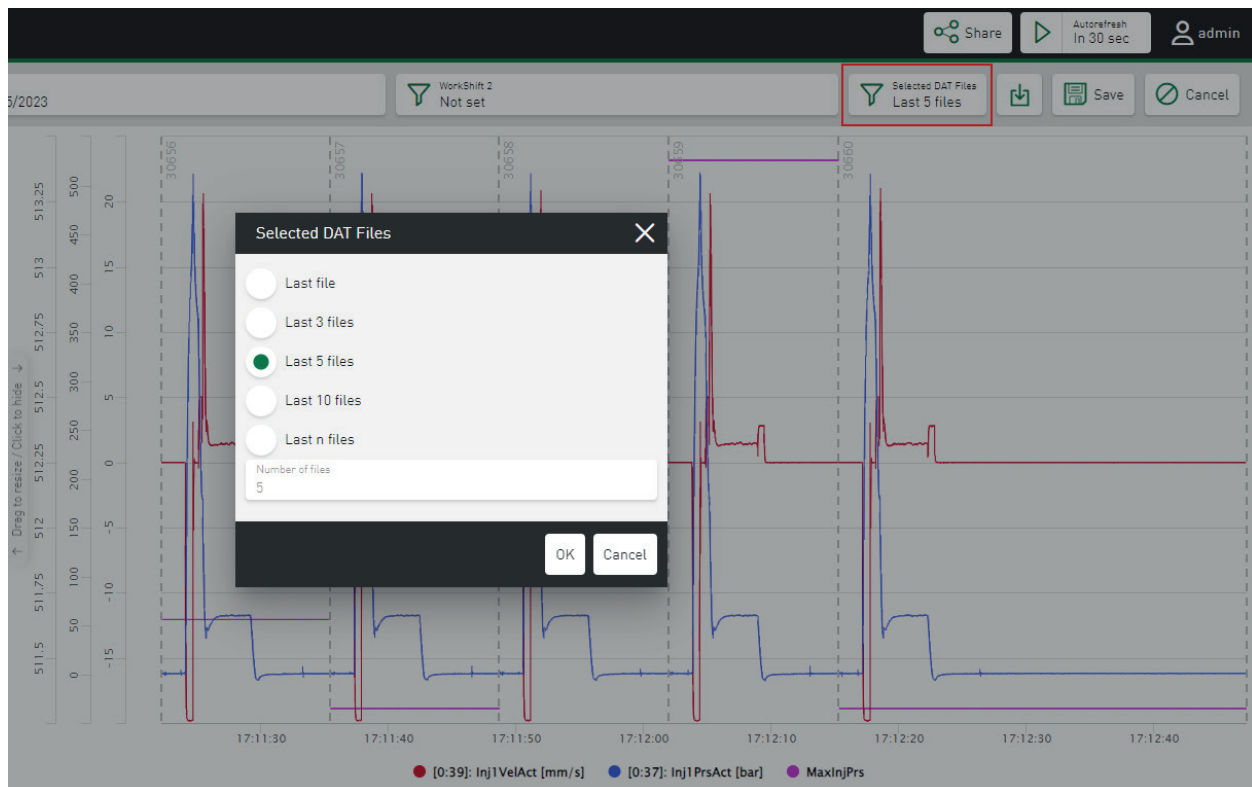 Share
Autorefresh
In 30 sec
admin
5/2023
WorkShift 2
Not set
Selected DAT Files
Last 5 files
Save
Cancel
↑ Drag to resize / Click to hide ↓
513.25
513
512.75
512.5
512.25
512
511.75
511.5
500
450
400
350
300
250
200
150
100
50
0
20
15
10
5
0
-5
-10
-15
30656
30657
30658
30659
30660
Selected DAT Files
Last file
Last 3 files
Last 5 files
Last 10 files
Last n files
Number of files
5
OK
Cancel
17:11:30
17:11:40
17:11:50
17:12:00
17:12:10
17:12:20
17:12:30
17:12:40
[0:39]: Inj1VelAct [mm/s]
[0:37]: Inj1PrsAct [bar]
MaxInjPrs